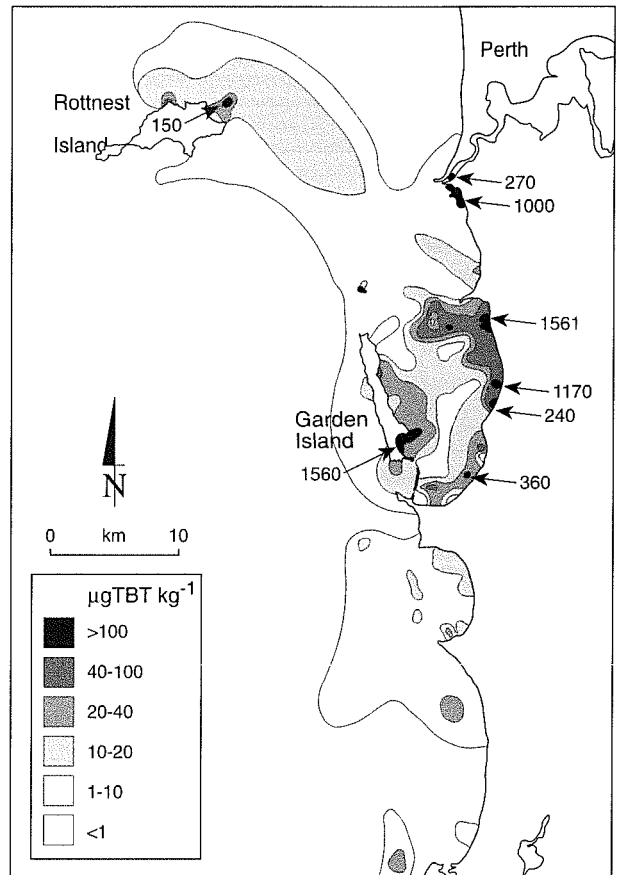 Perth
Rottnest
150
Island
270
1000
1561
1170
240
Garden
Island
1560
360
N
0 km 10
µgTBT kg-1
>100
40-100
20-40
10-20
1-10
<1